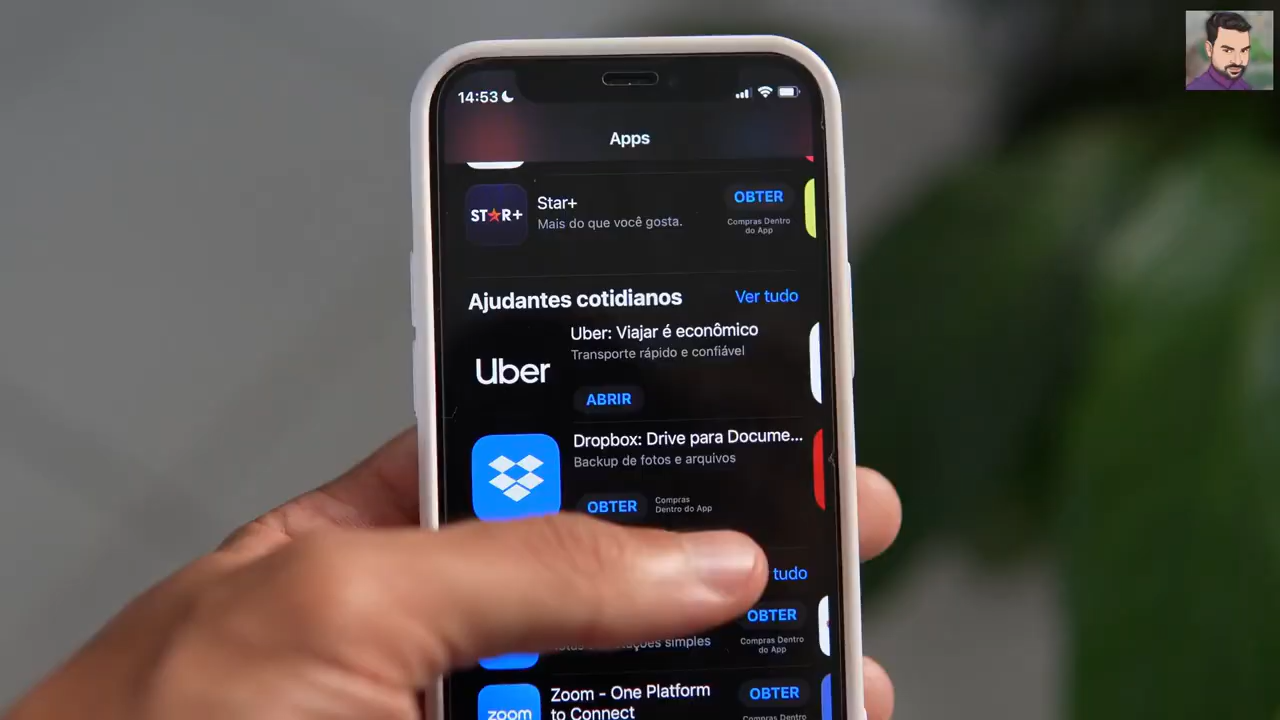 14:53
Apps
STAR+
Star+
Mais do que você gosta.
OBTER
Compras Dentro
do App
Ajudantes cotidianos
Ver tudo
Uber
Uber: Viajar é econômico
Transporte rápido e confiável
ABRIR
Dropbox: Drive para Docume...
Backup de fotos e arquivos
OBTER
Compras
Dentro do App
tudo
OBTER
simples
Compras Dentro
do App
zoom
Zoom - One Platform
to Connect
OBTER